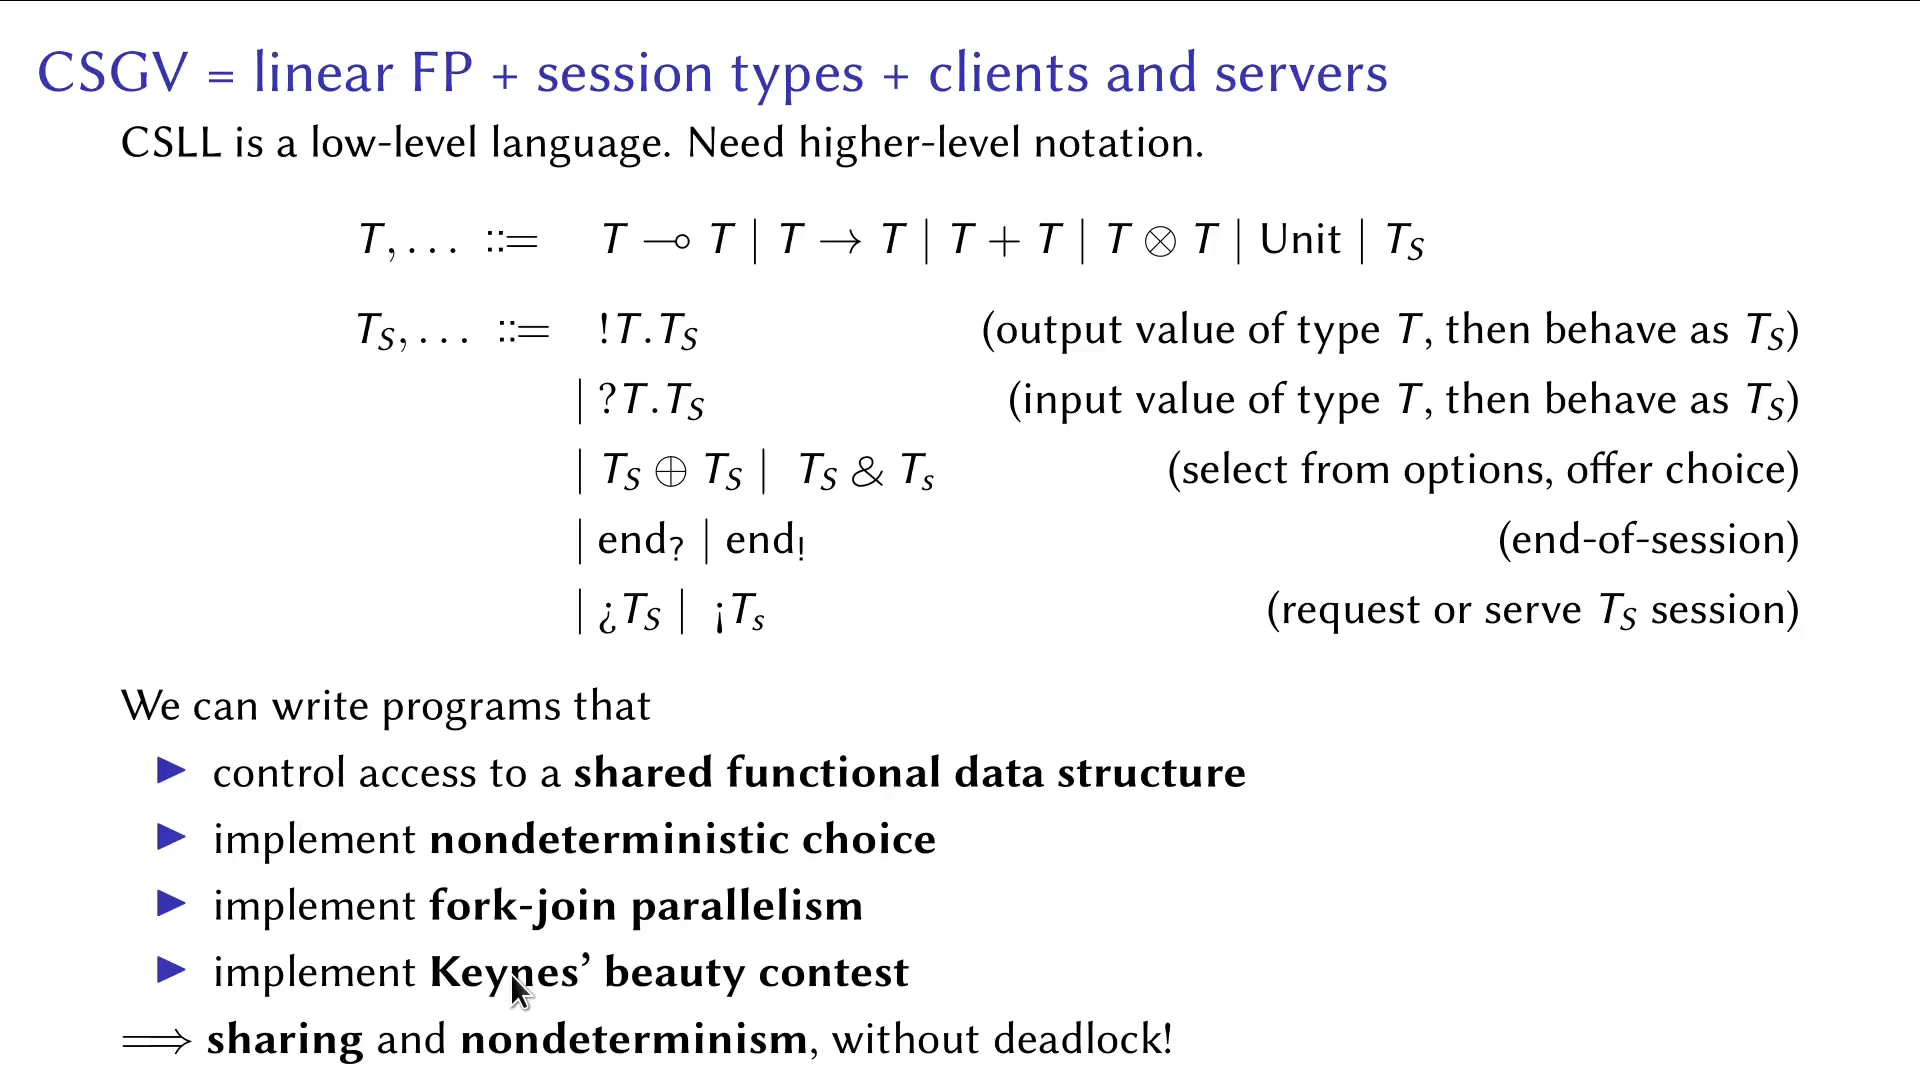 CSGV = linear FP + session types + clients and servers
CSLL is a low-level language. Need higher-level notation.
T, … ::= T ⊸ T | T → T | T + T | T ⊗ T | Unit | T_S
T_S, … ::= !T.T_S (output value of type T, then behave as T_S)
| ?T.T_S (input value of type T, then behave as T_S)
| T_S ⊕ T_S | T_S & T_s (select from options, offer choice)
| end_? | end_! (end-of-session)
| ¿T_S | ¡T_s (request or serve T_S session)
We can write programs that
▶ control access to a shared functional data structure
▶ implement nondeterministic choice
▶ implement fork-join parallelism
▶ implement Keynes’ beauty contest
⟹ sharing and nondeterminism, without deadlock!